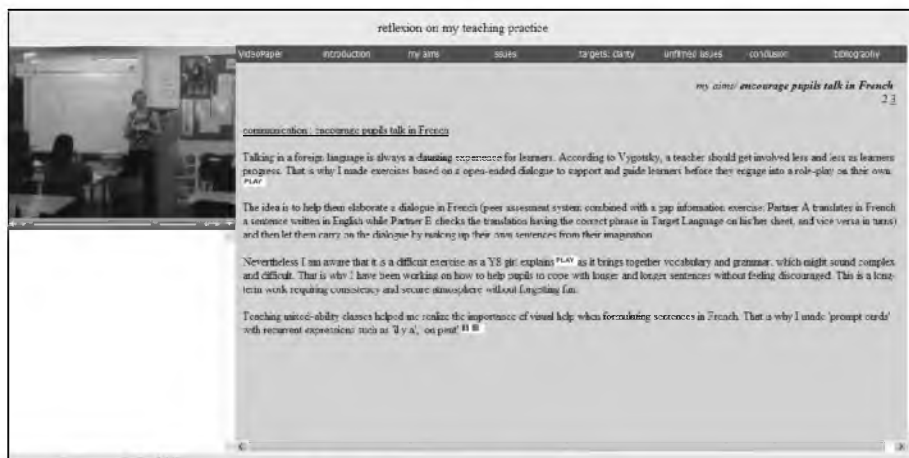 reflexion on my teaching practice
VideoPaper introduction my aims issues targets: clarity unfilmed issues conclusion bibliography
my aims/ encourage pupils talk in French
2 3
communication : encourage pupils talk in French
Talking in a foreign language is always a daunting experience for learners. According to Vygotsky, a teacher should get involved less and less as learners
progress. That is why I made exercises based on a open-ended dialogue to support and guide learners before they engage into a role-play on their own.
PLAY
The idea is to help them elaborate a dialogue in French (peer assessment system combined with a gap information exercise: Partner A translates in French
a sentence written in English while Partner E checks the translation having the correct phrase in Target Language on his/her sheet, and vice versa in turns)
and then let them carry on the dialogue by making up their own sentences from their imagination.
Nevertheless I am aware that it is a difficult exercise as a Y8 girl explains PLAY as it brings together vocabulary and grammar, which might sound complex
and difficult. That is why I have been working on how to help pupils to cope with longer and longer sentences without feeling discouraged. This is a long-
term work requiring consistency and secure atmosphere without forgetting fun.
Teaching mixed-ability classes helped me realize the importance of visual help when formulating sentences in French. That is why I made 'prompt cards'
with recurrent expressions such as 'il y a', 'on peut'